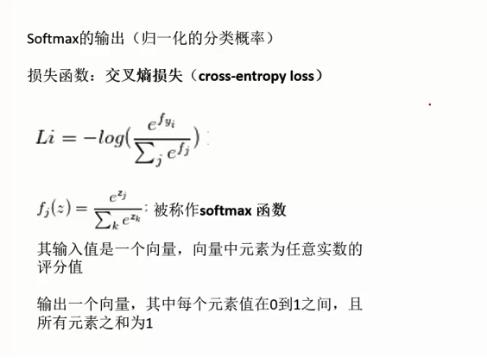 Softmax的输出（归一化的分类概率）
损失函数：交叉熵损失（cross-entropy loss）
Li = −log(e^{f_{y_i}} / ∑_j e^{f_j})
f_j(z) = e^{z_j} / ∑_k e^{z_k}：被称作softmax 函数
其输入值是一个向量，向量中元素为任意实数的
评分值
输出一个向量，其中每个元素值在0到1之间，且
所有元素之和为1